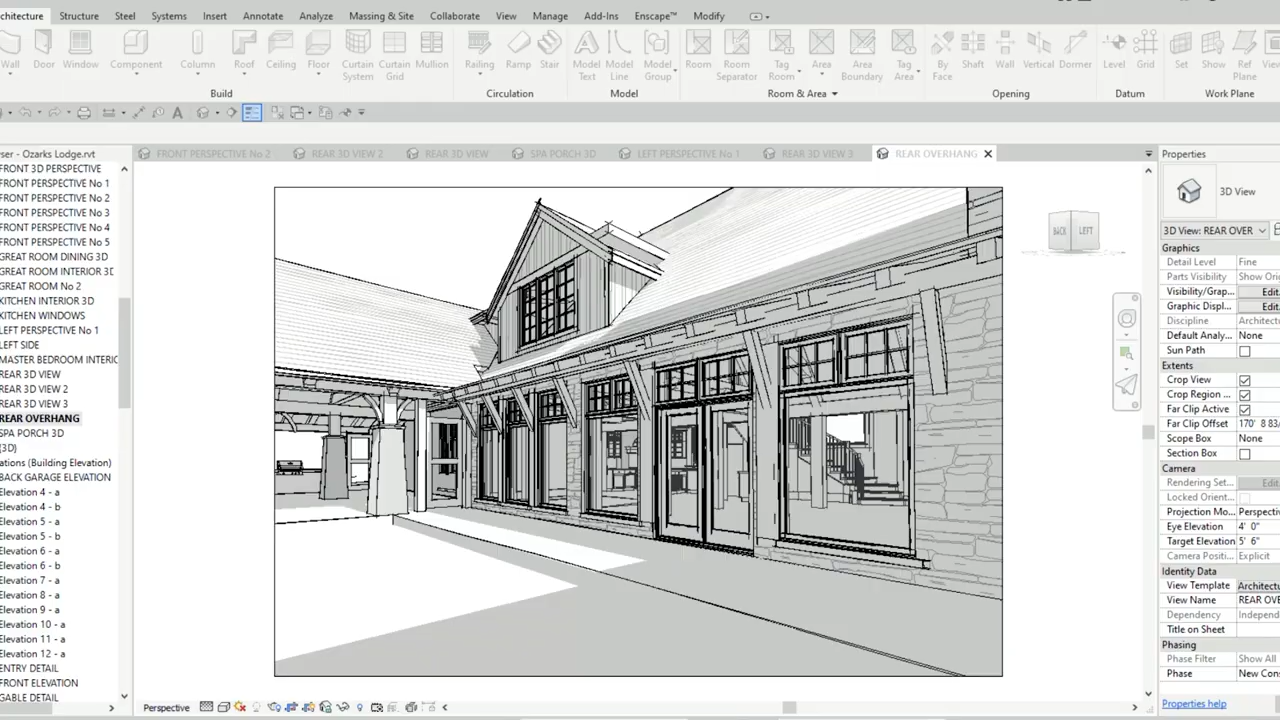 chitecture Structure Steel Systems Insert Annotate Analyze Massing & Site Collaborate View Manage Add-Ins Enscape™ Modify
Wall Door Window Component Column Roof Ceiling Floor Curtain System Curtain Grid Mullion Railing Ramp Stair Model Text Model Line Model Group Room Room Separator Tag Room Area Area Boundary Tag Area By Face Shaft Wall Vertical Dormer Level Grid Set Show Ref Plane View
Build Circulation Model Room & Area Opening Datum Work Plane
ser - Ozarks Lodge.rvt
FRONT 3D PERSPECTIVE
FRONT PERSPECTIVE No 1
FRONT PERSPECTIVE No 2
FRONT PERSPECTIVE No 3
FRONT PERSPECTIVE No 4
FRONT PERSPECTIVE No 5
GREAT ROOM DINING 3D
GREAT ROOM INTERIOR 3D
GREAT ROOM No 2
KITCHEN INTERIOR 3D
KITCHEN WINDOWS
LEFT PERSPECTIVE No 1
LEFT SIDE
MASTER BEDROOM INTERIO
REAR 3D VIEW
REAR 3D VIEW 2
REAR 3D VIEW 3
REAR OVERHANG
SPA PORCH 3D
{3D}
ations (Building Elevation)
BACK GARAGE ELEVATION
Elevation 4 - a
Elevation 4 - b
Elevation 5 - a
Elevation 5 - b
Elevation 6 - a
Elevation 6 - b
Elevation 7 - a
Elevation 8 - a
Elevation 9 - a
Elevation 10 - a
Elevation 11 - a
Elevation 12 - a
ENTRY DETAIL
FRONT ELEVATION
GABLE DETAIL
FRONT PERSPECTIVE No 2 REAR 3D VIEW 2 REAR 3D VIEW SPA PORCH 3D LEFT PERSPECTIVE No 1 REAR 3D VIEW 3 REAR OVERHANG
BACK LEFT
Perspective
Properties
3D View
3D View: REAR OVER
Graphics
Detail Level Fine
Parts Visibility Show Ori
Visibility/Grap... Edit.
Graphic Displ... Edit.
Discipline Architect
Default Analy... None
Sun Path
Extents
Crop View
Crop Region ...
Far Clip Active
Far Clip Offset 170' 8 83/
Scope Box None
Section Box
Camera
Rendering Set... Edit.
Locked Orient...
Projection Mo... Perspecti
Eye Elevation 4' 0"
Target Elevation 5' 6"
Camera Positi... Explicit
Identity Data
View Template Architectu
View Name REAR OVE
Dependency Independ
Title on Sheet
Phasing
Phase Filter Show All
Phase New Cons
Properties help